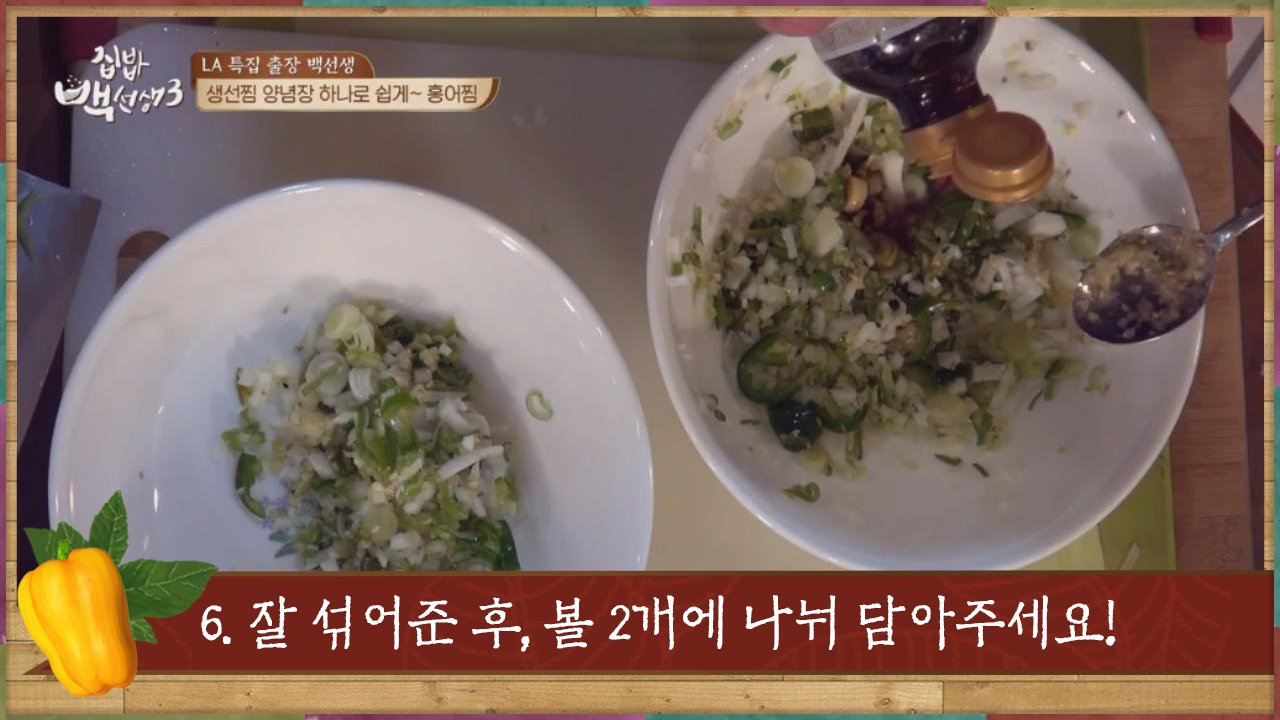 집밥
백선생3
LA 특집 출장 백선생
생선찜 양념장 하나로 쉽게~ 홍어찜
6. 잘 섞어준 후, 볼 2개에 나눠 담아주세요!